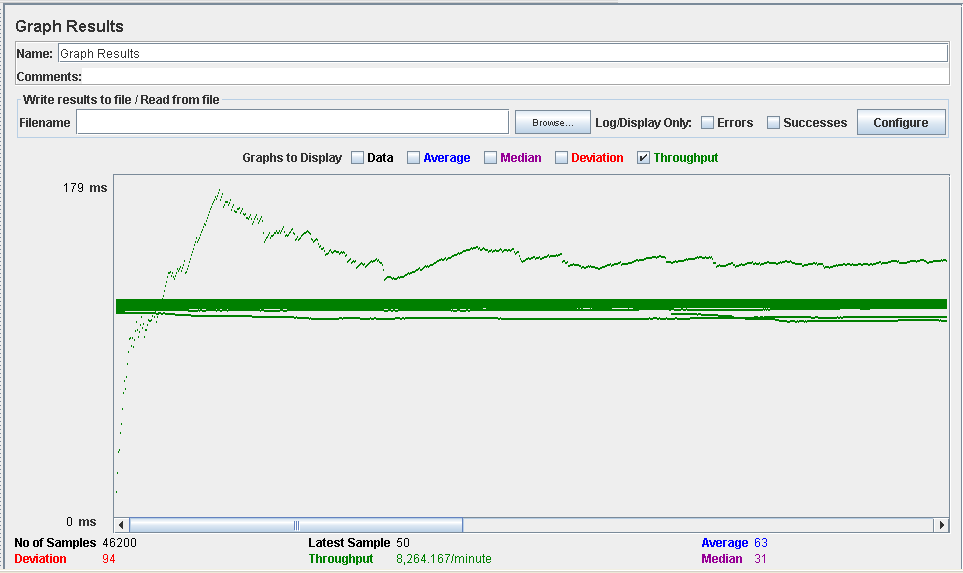 Graph Results
Name: Graph Results
Comments:
Write results to file / Read from file
Filename Browse... Log/Display Only: Errors Successes Configure
Graphs to Display Data Average Median Deviation Throughput
179 ms
0 ms
No of Samples 46200 Latest Sample 50 Average 63
Deviation 94 Throughput 8,264.167/minute Median 31